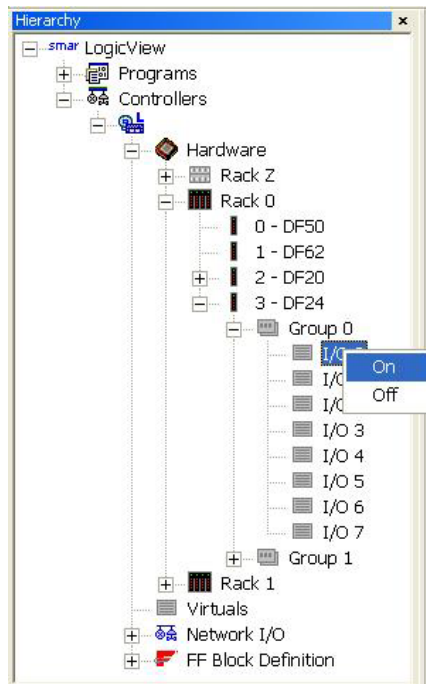 Hierarchy
smar LogicView
Programs
Controllers
L
Hardware
Rack Z
Rack 0
0 - DF50
1 - DF62
2 - DF20
3 - DF24
Group 0
I/O
On
I/O
Off
I/O
I/O 3
I/O 4
I/O 5
I/O 6
I/O 7
Group 1
Rack 1
Virtuals
Network I/O
FF Block Definition